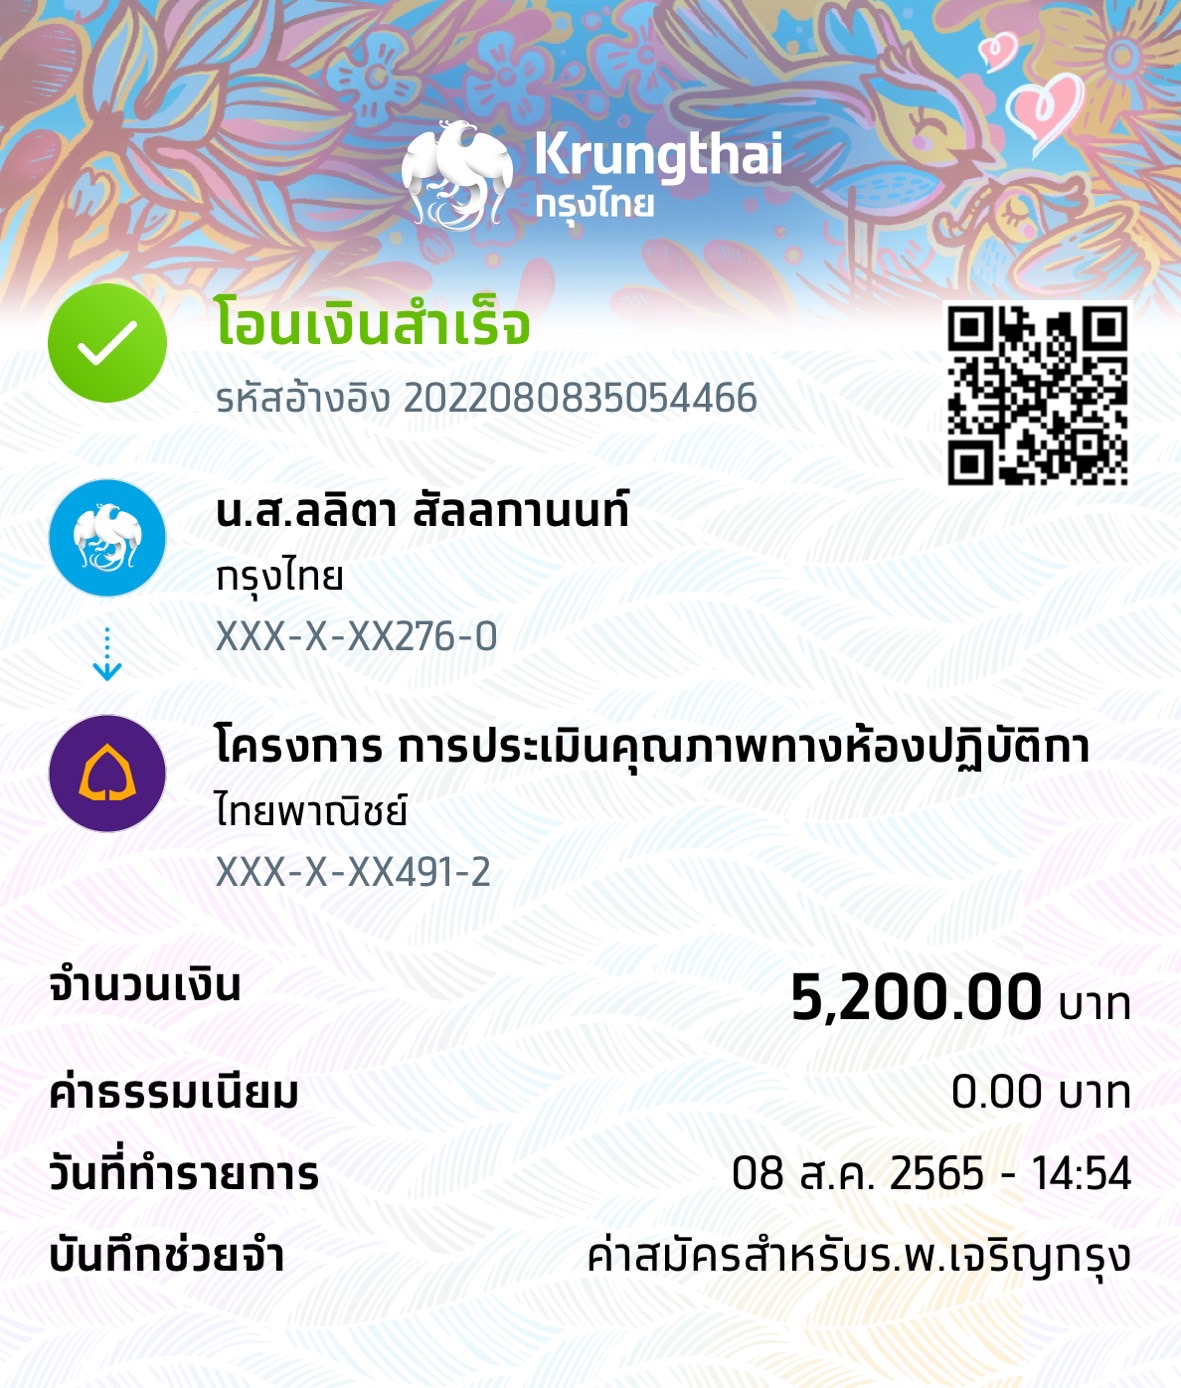 Krungthai
กรุงไทย
โอนเงินสำเร็จ
รหัสอ้างอิง 2022080835054466
น.ส.ลลิตา สัลลกานนท์
กรุงไทย
XXX-X-XX276-0
โครงการ การประเมินคุณภาพทางห้องปฏิบัติกา
ไทยพาณิชย์
XXX-X-XX491-2
จำนวนเงิน 5,200.00 บาท
ค่าธรรมเนียม 0.00 บาท
วันที่ทำรายการ 08 ส.ค. 2565 - 14:54
บันทึกช่วยจำ ค่าสมัครสำหรับร.พ.เจริญกรุง